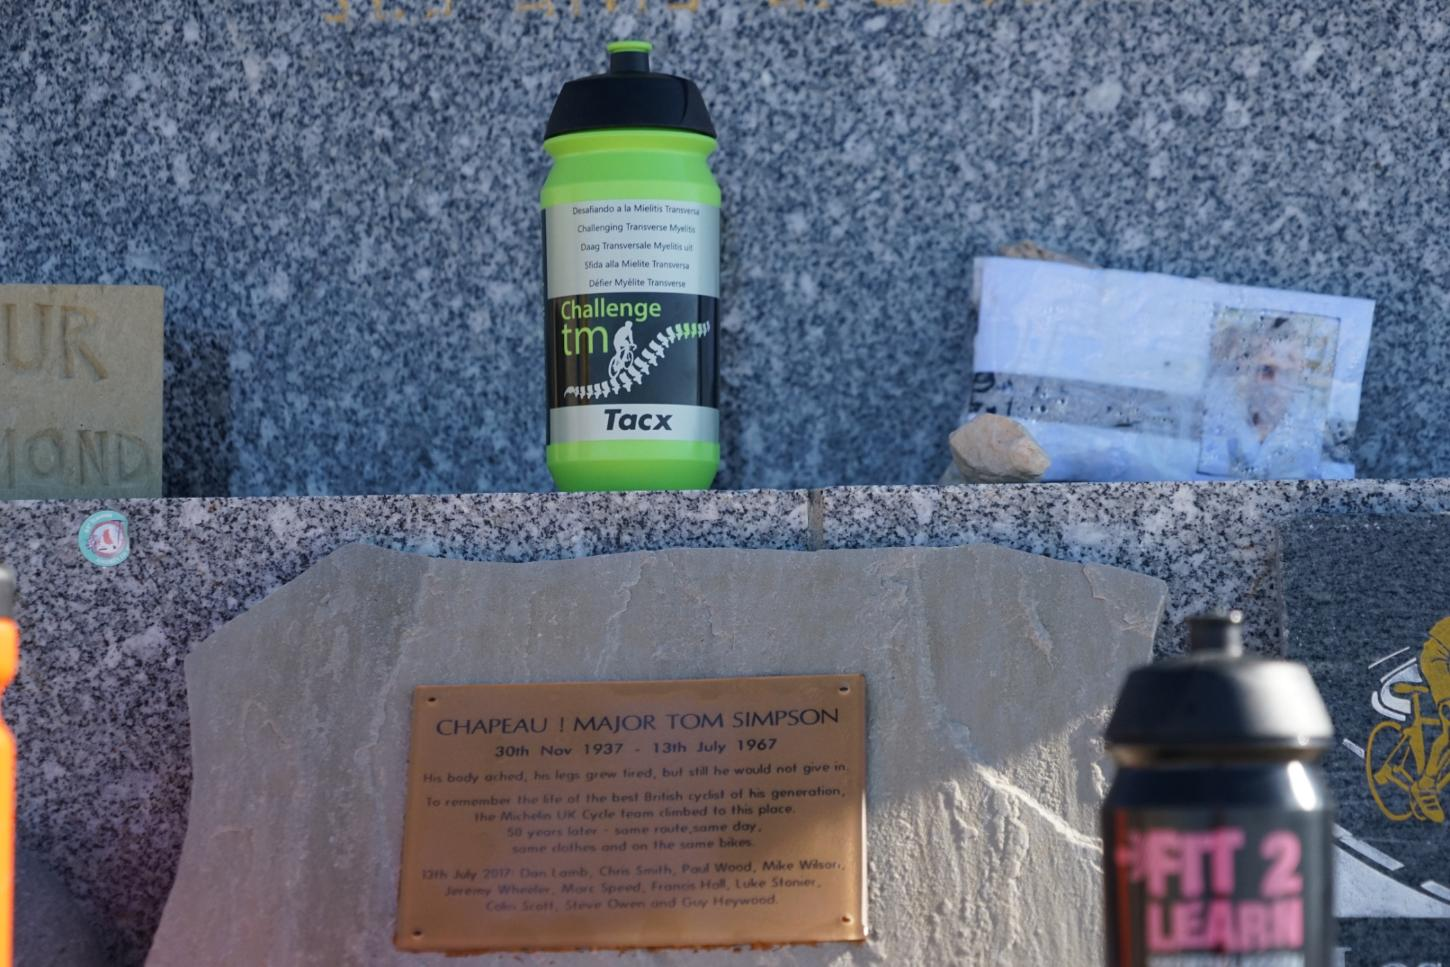 UR
MOND
Desafiando a la Mielitis Transversa
Challenging Transverse Myelitis
Daag Transversale Myelitis uit
Sfida alla Mielite Transversa
Défier Myélite Transverse
Challenge
tm
Tacx
CHAPEAU ! MAJOR TOM SIMPSON
30th Nov 1937 - 13th July 1967
His body ached, his legs grew tired, but still he would not give in.
To remember the life of the best British cyclist of his generation,
the Michelin UK Cycle team climbed to this place.
50 years later - same route,same day,
same clothes and on the same bikes.
13th July 2017: Dan Lamb, Chris Smith, Paul Wood, Mike Wilson,
Jeremy Wheeler, Marc Speed, Francis Hall, Luke Stonier,
Colin Scott, Steve Owen and Guy Heywood.
FIT 2
LEARN